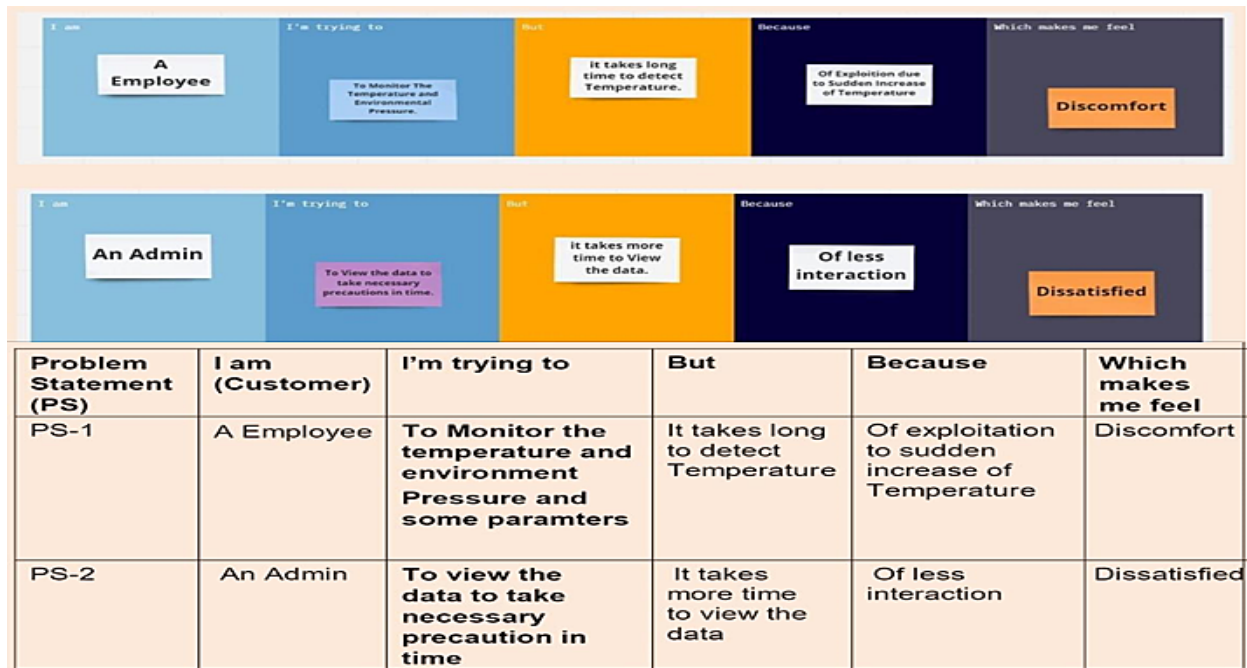 I am
I'm trying to
But
Because
Which makes me feel
A
Employee
To Monitor The
Temperature and
Environmental
Pressure.
it takes long
time to detect
Temperature.
Of Exploition due
to Sudden Increase
of Temperature
Discomfort
I am
I'm trying to
But
Because
Which makes me feel
An Admin
To View the data to
take necessary
precautions in time.
it takes more
time to View
the data.
Of less
interaction
Dissatisfied
Problem
Statement
(PS)
I am
(Customer)
I'm trying to
But
Because
Which
makes
me feel
PS-1
A Employee
To Monitor the
temperature and
environment
Pressure and
some paramters
It takes long
to detect
Temperature
Of exploitation
to sudden
increase of
Temperature
Discomfort
PS-2
An Admin
To view the
data to take
necessary
precaution in
time
It takes
more time
to view the
data
Of less
interaction
Dissatisfied